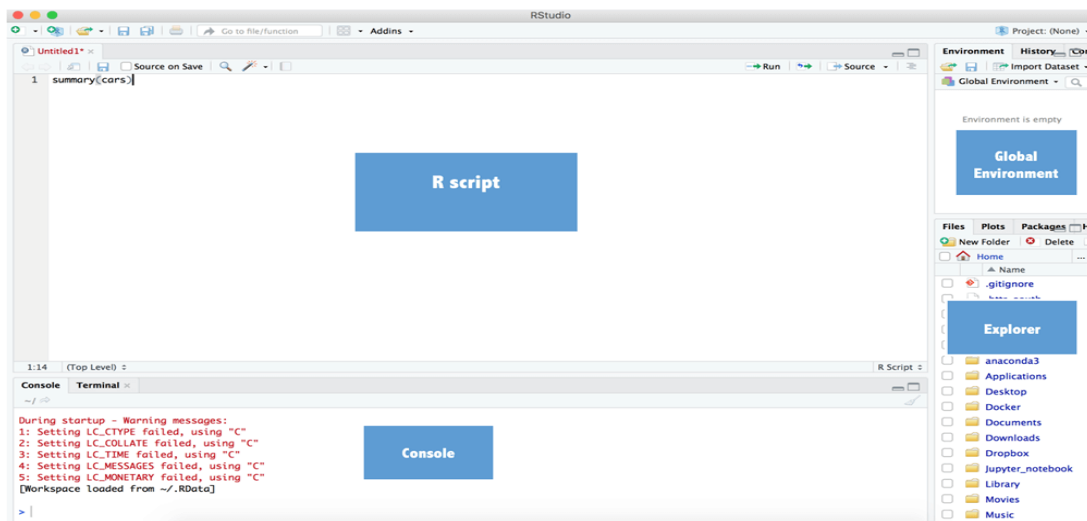 RStudio
Go to file/function
Addins
Project: (None)
Untitled1*
Source on Save
Run
Source
1 summary(cars)
R script
1:14 (Top Level)
R Script
Console Terminal
~/
During startup - Warning messages:
1: Setting LC_CTYPE failed, using "C"
2: Setting LC_COLLATE failed, using "C"
3: Setting LC_TIME failed, using "C"
4: Setting LC_MESSAGES failed, using "C"
5: Setting LC_MONETARY failed, using "C"
[Workspace loaded from ~/.RData]
>
Console
Environment History
Import Dataset
Global Environment
Environment is empty
Global
Environment
Files Plots Packages
New Folder Delete
Home ...
Name
.gitignore
Explorer
anaconda3
Applications
Desktop
Docker
Documents
Downloads
Dropbox
Jupyter_notebook
Library
Movies
Music